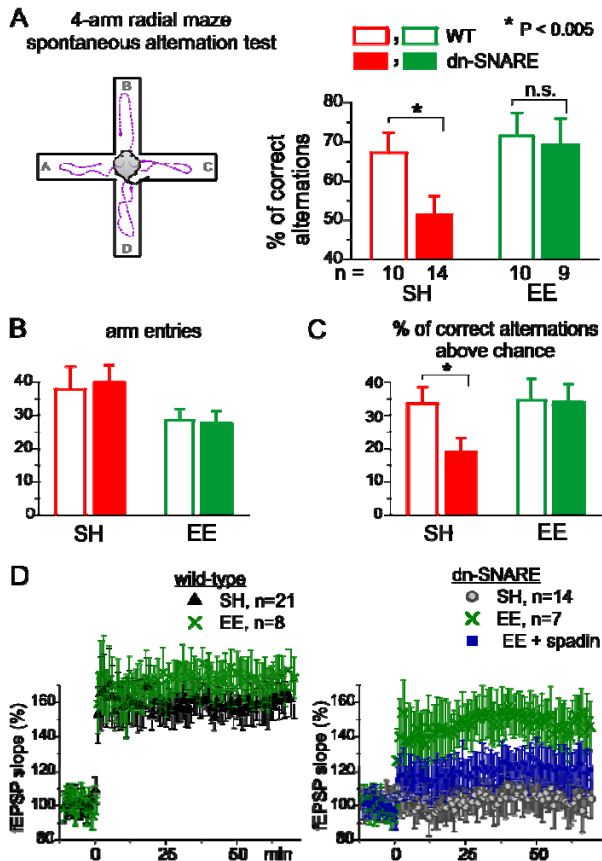 A
4-arm radial maze
spontaneous alternation test
B
A
C
D
* P < 0.005
, WT
, dn-SNARE
% of correct
alternations
80
70
60
50
40
*
n.s.
n = 10 14 10 9
SH EE
B
arm entries
40
30
20
10
0
SH EE
C
% of correct alternations
above chance
40
30
20
10
0
*
SH EE
D
wild-type
SH, n=21
EE, n=8
fEPSP slope (%)
160
140
120
100
80
0 25 50 min
dn-SNARE
SH, n=14
EE, n=7
EE + spadin
fEPSP slope (%)
160
140
120
100
80
0 25 50